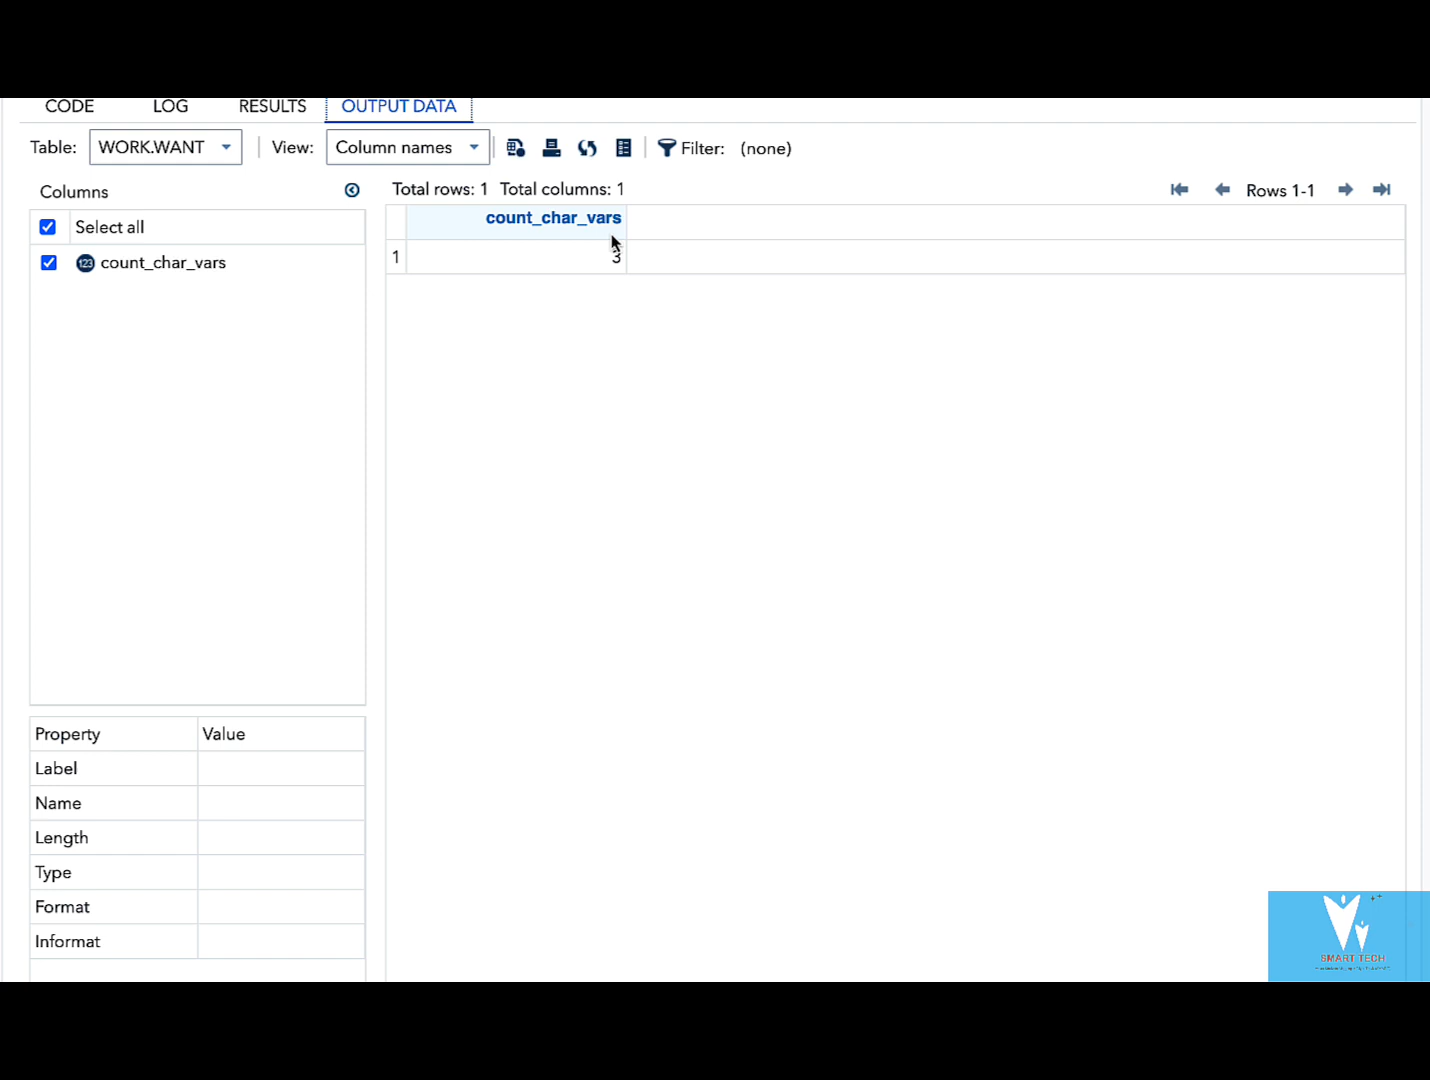 CODE LOG RESULTS OUTPUT DATA
Table: WORK.WANT View: Column names Filter: (none)
Columns
Total rows: 1 Total columns: 1
Rows 1-1
Select all
count_char_vars
count_char_vars
1 3
Property Value
Label
Name
Length
Type
Format
Informat
SMART TECH